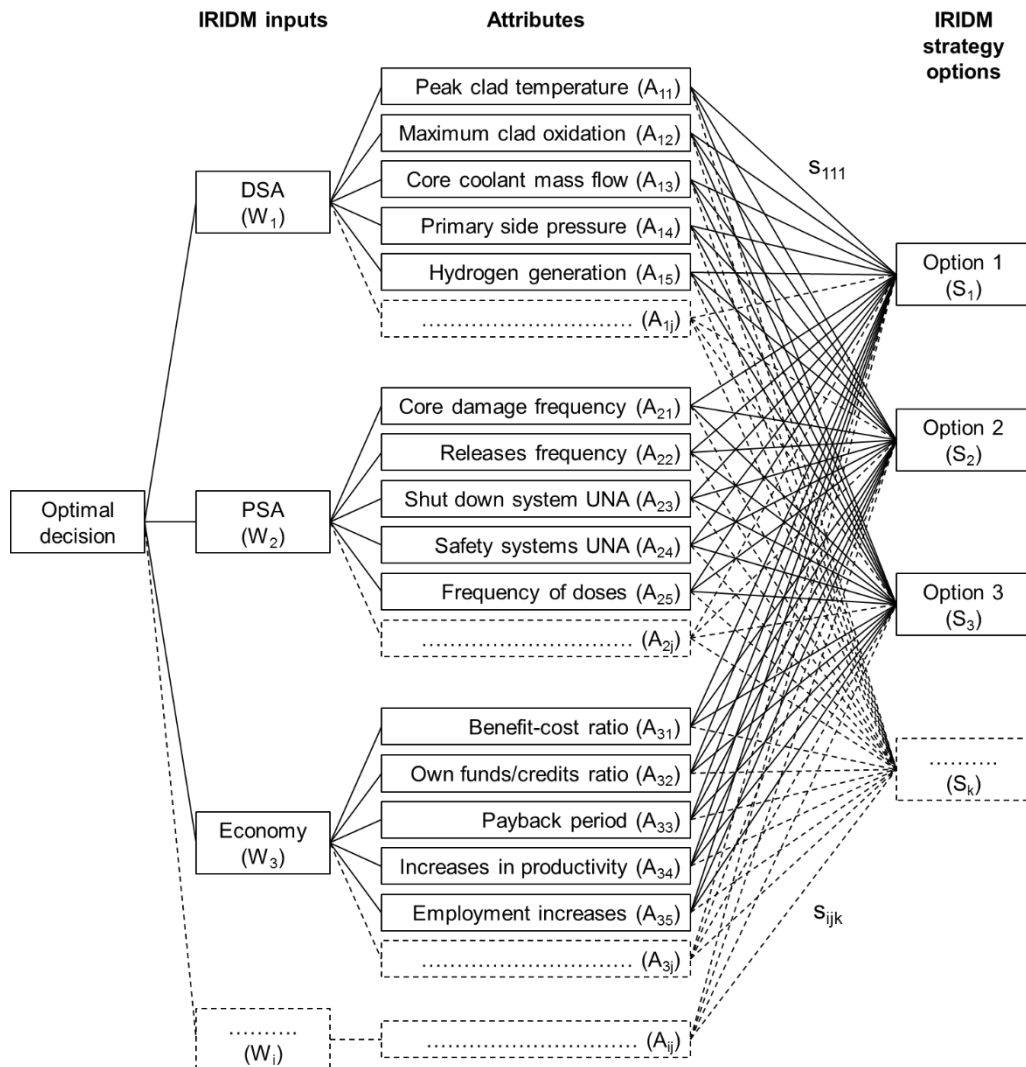 IRIDM inputs
Attributes
IRIDM
strategy
options
Optimal
decision
DSA
(W₁)
PSA
(W₂)
Economy
(W₃)
..........
(Wᵢ)
Peak clad temperature (A₁₁)
Maximum clad oxidation (A₁₂)
Core coolant mass flow (A₁₃)
Primary side pressure (A₁₄)
Hydrogen generation (A₁₅)
.............................. (A₁ⱼ)
Core damage frequency (A₂₁)
Releases frequency (A₂₂)
Shut down system UNA (A₂₃)
Safety systems UNA (A₂₄)
Frequency of doses (A₂₅)
.............................. (A₂ⱼ)
Benefit-cost ratio (A₃₁)
Own funds/credits ratio (A₃₂)
Payback period (A₃₃)
Increases in productivity (A₃₄)
Employment increases (A₃₅)
.............................. (A₃ⱼ)
.............................. (Aᵢⱼ)
s₁₁₁
sᵢⱼₖ
Option 1
(S₁)
Option 2
(S₂)
Option 3
(S₃)
..........
(Sₖ)